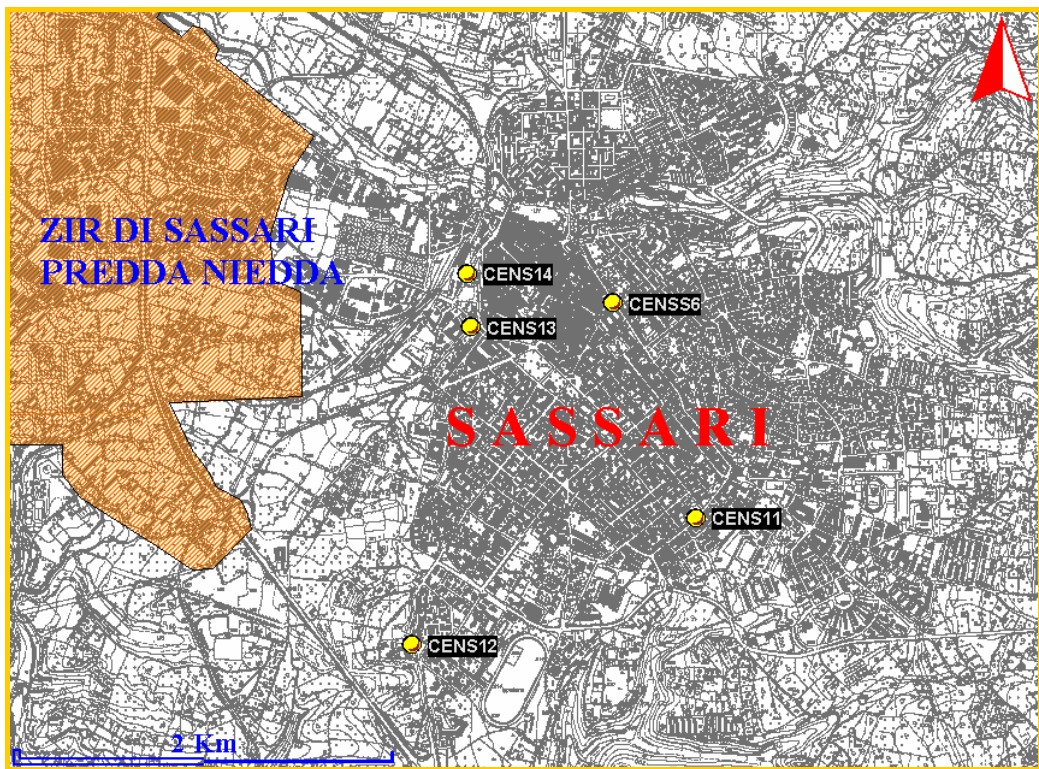 ZIR DI SASSARI
PREDDA NIEDDA
CENS14
CENSS6
CENS13
SASSARI
CENS11
CENS12
2 Km